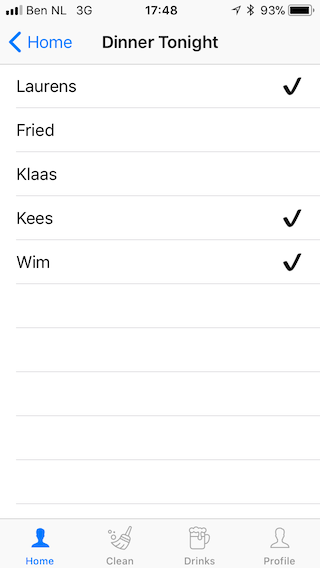 Ben NL 3G 17:48 93%
Home Dinner Tonight
Laurens
Fried
Klaas
Kees
Wim
Home Clean Drinks Profile